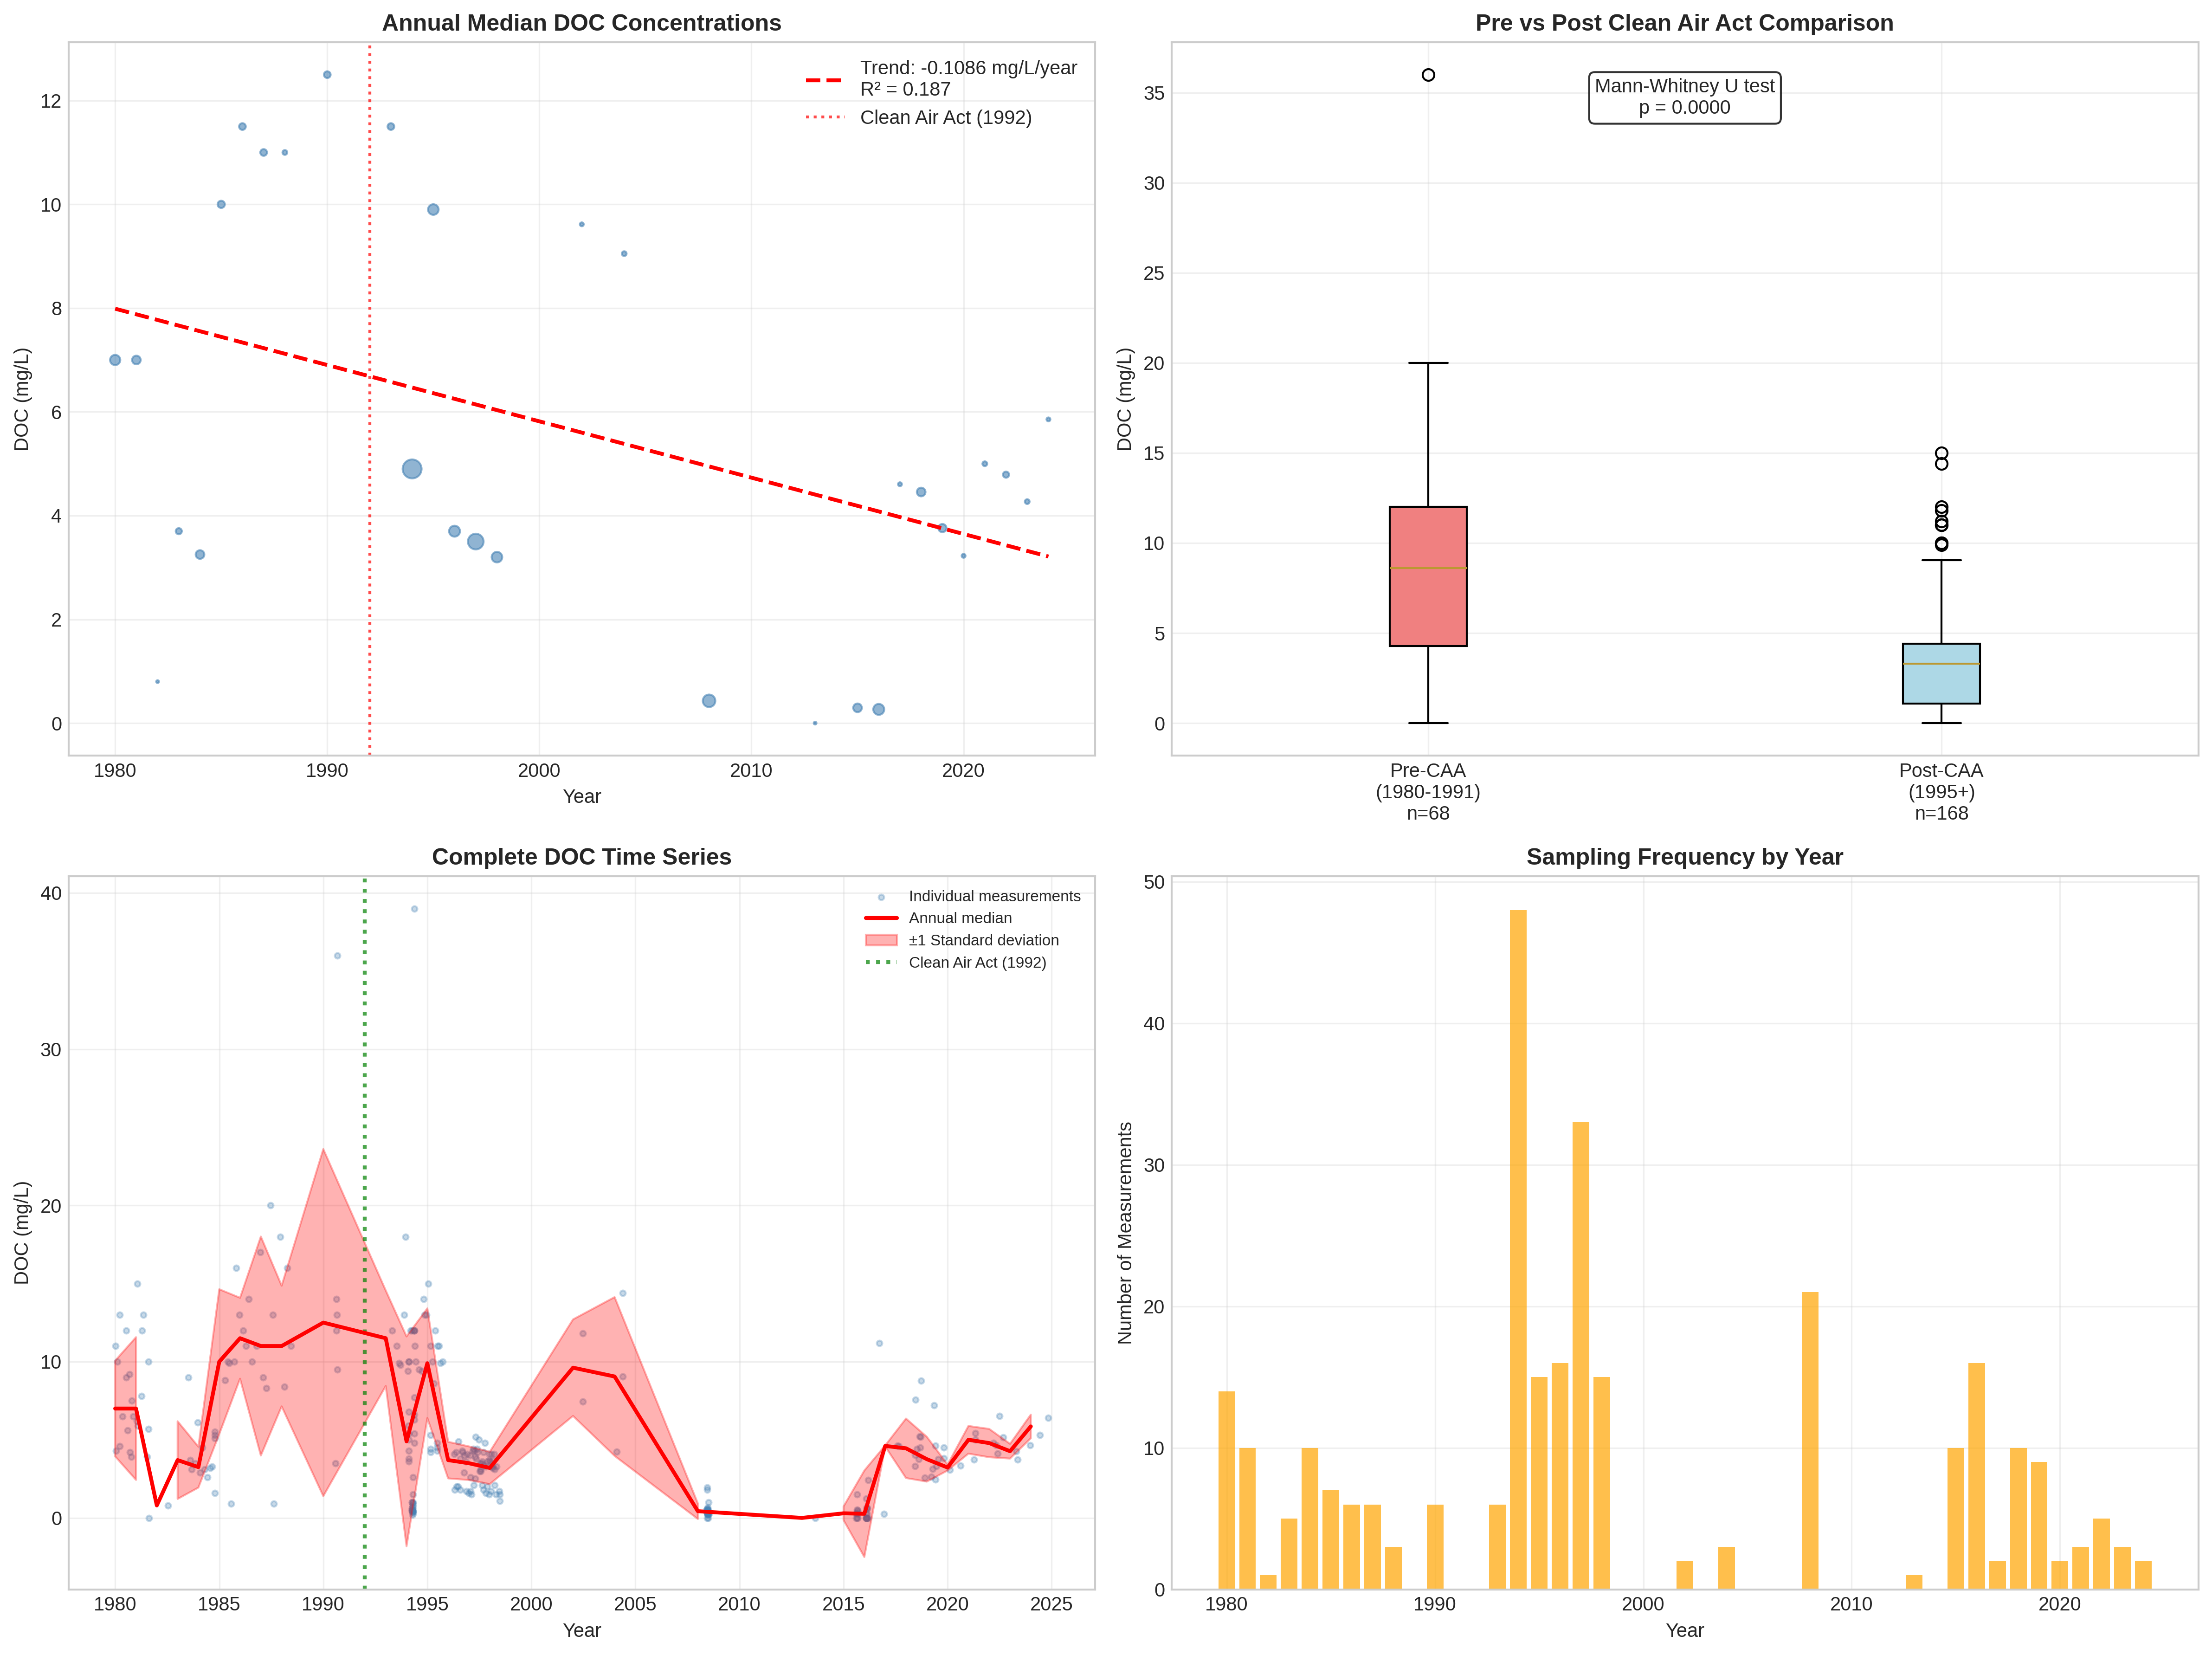 Annual Median DOC Concentrations
Trend: -0.1086 mg/L/year
R² = 0.187
Clean Air Act (1992)
DOC (mg/L)
12
10
8
6
4
2
0
1980
1990
2000
2010
2020
Year
Pre vs Post Clean Air Act Comparison
Mann-Whitney U test
p = 0.0000
DOC (mg/L)
35
30
25
20
15
10
5
0
Pre-CAA
(1980-1991)
n=68
Post-CAA
(1995+)
n=168
Complete DOC Time Series
Individual measurements
Annual median
±1 Standard deviation
Clean Air Act (1992)
DOC (mg/L)
40
30
20
10
0
1980
1985
1990
1995
2000
2005
2010
2015
2020
2025
Year
Sampling Frequency by Year
Number of Measurements
50
40
30
20
10
0
1980
1990
2000
2010
2020
Year